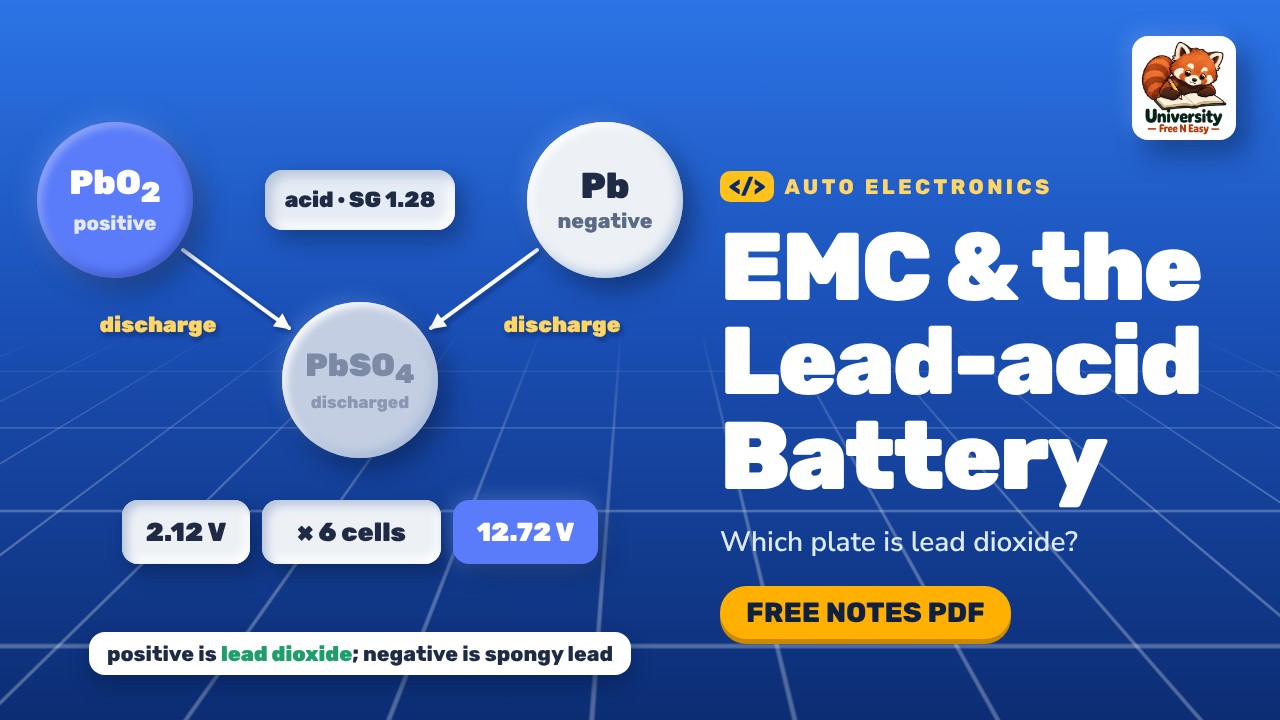 University
Free N Easy
PbO₂
positive
acid • SG 1.28
Pb
negative
discharge
discharge
PbSO₄
discharged
2.12 V
× 6 cells
12.72 V
positive is lead dioxide; negative is spongy lead
</> AUTO ELECTRONICS
EMC & the
Lead-acid
Battery
Which plate is lead dioxide?
FREE NOTES PDF